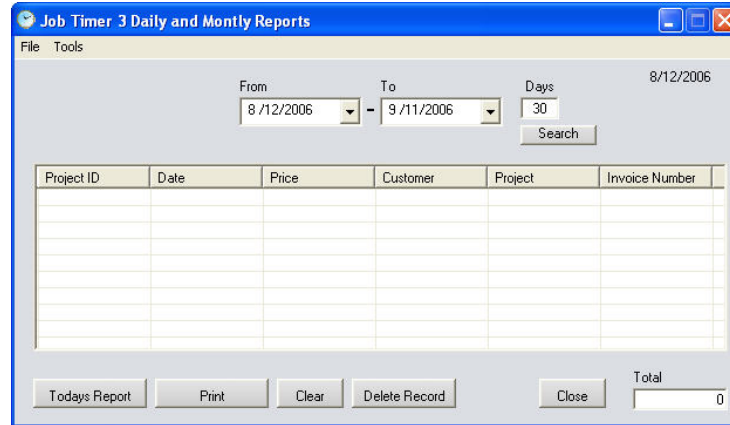 Job Timer 3 Daily and Montly Reports
File Tools
8/12/2006
From To Days
8 /12/2006 - 9 /11/2006 30
Search
Project ID Date Price Customer Project Invoice Number
Total
Todays Report Print Clear Delete Record Close 0